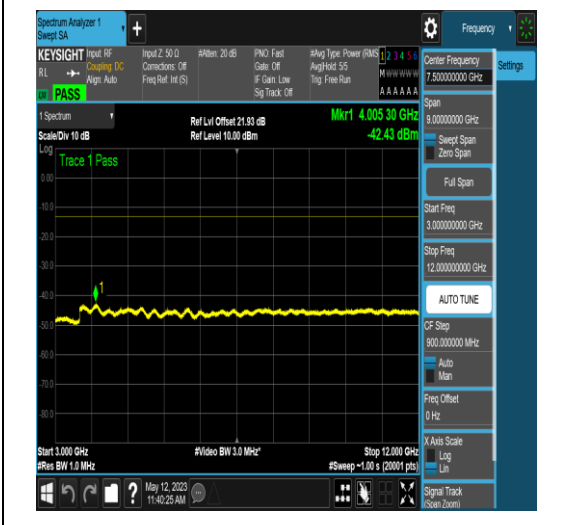 Spectrum Analyzer 1
Swept SA
+
Frequency
KEYSIGHT
Input: RF
Coupling: DC
Align: Auto
Input Z: 50 Ω
Corrections: Off
Freq Ref: Int (S)
#Atten: 20 dB
PNO: Fast
Gate: Off
IF Gain: Low
Sig Track: Off
#Avg Type: Power (RMS
Avg|Hold: 5/5
Trig: Free Run
1 2 3 4 5 6
M W W W W W
A A A A A A
RL
PASS
1 Spectrum
Scale/Div 10 dB
Ref Lvl Offset 21.93 dB
Ref Level 10.00 dBm
Mkr1 4.005 30 GHz
-42.43 dBm
Log
Trace 1 Pass
0.00
-10.0
-20.0
-30.0
-40.0
-50.0
-60.0
-70.0
-80.0
1
Start 3.000 GHz
#Video BW 3.0 MHz*
Stop 12.000 GHz
#Res BW 1.0 MHz
#Sweep ~1.00 s (20001 pts)
?
May 12, 2023
11:40:25 AM
Center Frequency
7.500000000 GHz
Settings
Span
9.00000000 GHz
Swept Span
Zero Span
Full Span
Start Freq
3.000000000 GHz
Stop Freq
12.000000000 GHz
AUTO TUNE
CF Step
900.000000 MHz
Auto
Man
Freq Offset
0 Hz
X Axis Scale
Log
Lin
Signal Track
(Span Zoom)